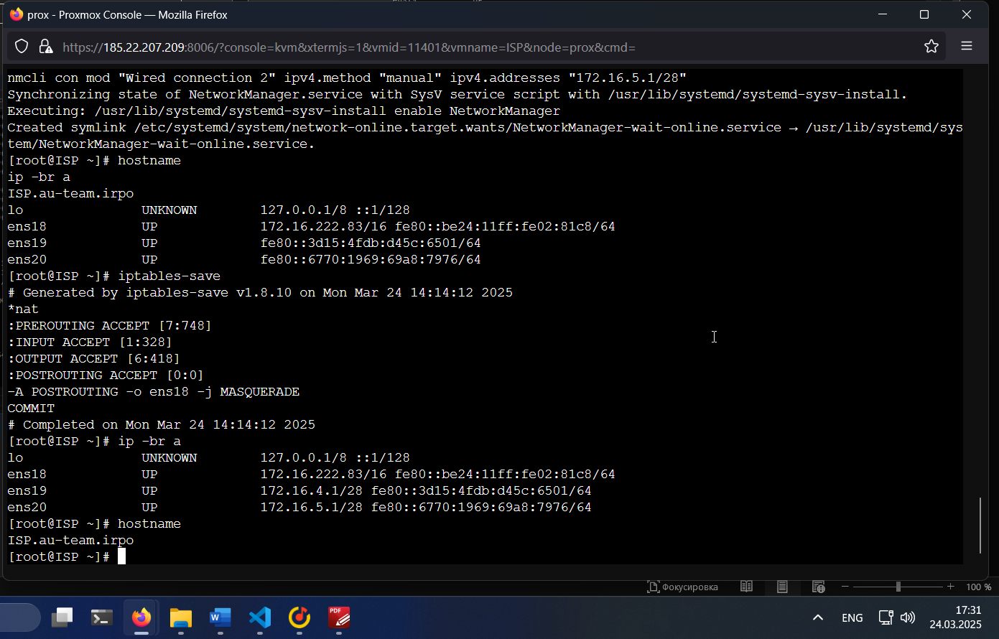 prox - Proxmox Console — Mozilla Firefox
https://185.22.207.209:8006/?console=kvm&xtermjs=1&vmid=11401&vmname=ISP&node=prox&cmd=
nmcli con mod "Wired connection 2" ipv4.method "manual" ipv4.addresses "172.16.5.1/28"
Synchronizing state of NetworkManager.service with SysV service script with /usr/lib/systemd/systemd-sysv-install.
Executing: /usr/lib/systemd/systemd-sysv-install enable NetworkManager
Created symlink /etc/systemd/system/network-online.target.wants/NetworkManager-wait-online.service → /usr/lib/systemd/sys
tem/NetworkManager-wait-online.service.
[root@ISP ~]# hostname
ip -br a
ISP.au-team.irpo
lo UNKNOWN 127.0.0.1/8 ::1/128
ens18 UP 172.16.222.83/16 fe80::be24:11ff:fe02:81c8/64
ens19 UP fe80::3d15:4fdb:d45c:6501/64
ens20 UP fe80::6770:1969:69a8:7976/64
[root@ISP ~]# iptables-save
# Generated by iptables-save v1.8.10 on Mon Mar 24 14:14:12 2025
*nat
:PREROUTING ACCEPT [7:748]
:INPUT ACCEPT [1:328]
:OUTPUT ACCEPT [6:418]
:POSTROUTING ACCEPT [0:0]
-A POSTROUTING -o ens18 -j MASQUERADE
COMMIT
# Completed on Mon Mar 24 14:14:12 2025
[root@ISP ~]# ip -br a
lo UNKNOWN 127.0.0.1/8 ::1/128
ens18 UP 172.16.222.83/16 fe80::be24:11ff:fe02:81c8/64
ens19 UP 172.16.4.1/28 fe80::3d15:4fdb:d45c:6501/64
ens20 UP 172.16.5.1/28 fe80::6770:1969:69a8:7976/64
[root@ISP ~]# hostname
ISP.au-team.irpo
[root@ISP ~]#
Фокусировка
100 %
PDF
W
ENG
17:31
24.03.2025